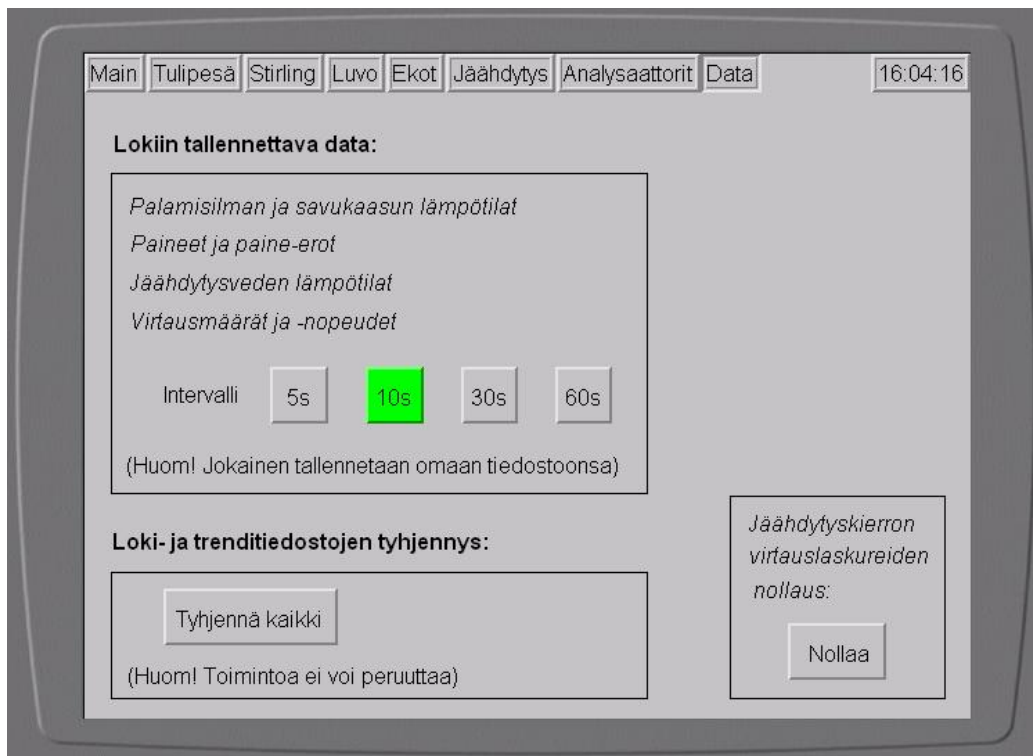 Main Tulipesä Stirling Luvo Ekot Jäähdytys Analysaattorit Data 16:04:16
Lokiin tallennettava data:
Palamisilman ja savukaasun lämpötilat
Paineet ja paine-erot
Jäähdytysveden lämpötilat
Virtausmäärät ja -nopeudet
Intervalli 5s 10s 30s 60s
(Huom! Jokainen tallennetaan omaan tiedostoonsa)
Loki- ja trenditiedostojen tyhjennys:
Tyhjennä kaikki
(Huom! Toimintoa ei voi peruuttaa)
Jäähdytyskierron
virtauslaskureiden
nollaus:
Nollaa